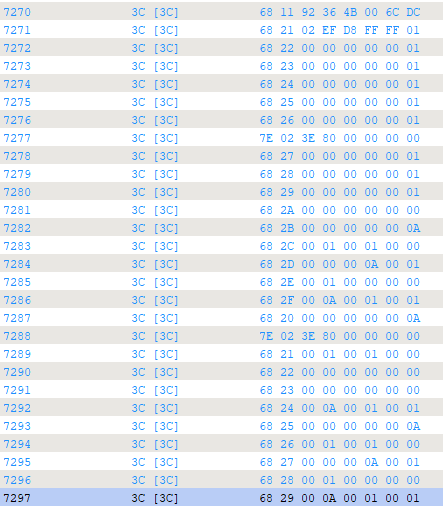 7270 3C [3C] 68 11 92 36 4B 00 6C DC
7271 3C [3C] 68 21 02 EF D8 FF FF 01
7272 3C [3C] 68 22 00 00 00 00 00 01
7273 3C [3C] 68 23 00 00 00 00 00 01
7274 3C [3C] 68 24 00 00 00 00 00 01
7275 3C [3C] 68 25 00 00 00 00 00 01
7276 3C [3C] 68 26 00 00 00 00 00 01
7277 3C [3C] 7E 02 3E 80 00 00 00 00
7278 3C [3C] 68 27 00 00 00 00 00 01
7279 3C [3C] 68 28 00 00 00 00 00 01
7280 3C [3C] 68 29 00 00 00 00 00 01
7281 3C [3C] 68 2A 00 00 00 00 00 00
7282 3C [3C] 68 2B 00 00 00 00 00 0A
7283 3C [3C] 68 2C 00 01 00 01 00 00
7284 3C [3C] 68 2D 00 00 00 0A 00 01
7285 3C [3C] 68 2E 00 01 00 00 00 00
7286 3C [3C] 68 2F 00 0A 00 01 00 01
7287 3C [3C] 68 20 00 00 00 00 00 0A
7288 3C [3C] 7E 02 3E 80 00 00 00 00
7289 3C [3C] 68 21 00 01 00 01 00 00
7290 3C [3C] 68 22 00 00 00 00 00 00
7291 3C [3C] 68 23 00 00 00 00 00 00
7292 3C [3C] 68 24 00 0A 00 01 00 01
7293 3C [3C] 68 25 00 00 00 00 00 0A
7294 3C [3C] 68 26 00 01 00 01 00 00
7295 3C [3C] 68 27 00 00 00 0A 00 01
7296 3C [3C] 68 28 00 01 00 00 00 00
7297 3C [3C] 68 29 00 0A 00 01 00 01